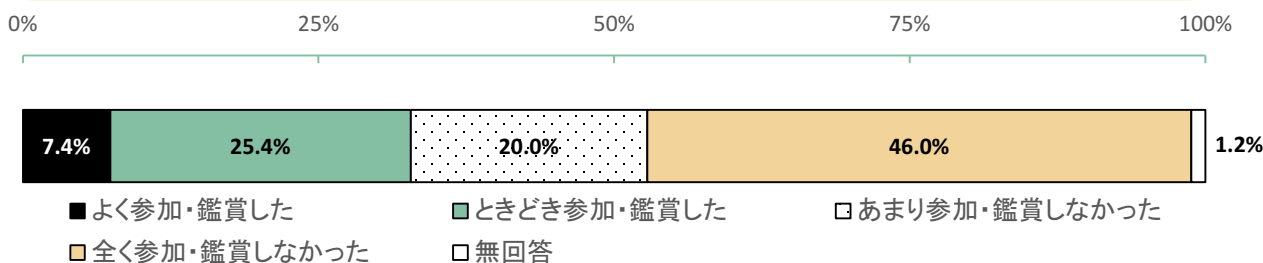 0% 25% 50% 75% 100%
7.4% 25.4% 20.0% 46.0% 1.2%
よく参加・鑑賞した ときどき参加・鑑賞した あまり参加・鑑賞しなかった
全く参加・鑑賞しなかった 無回答